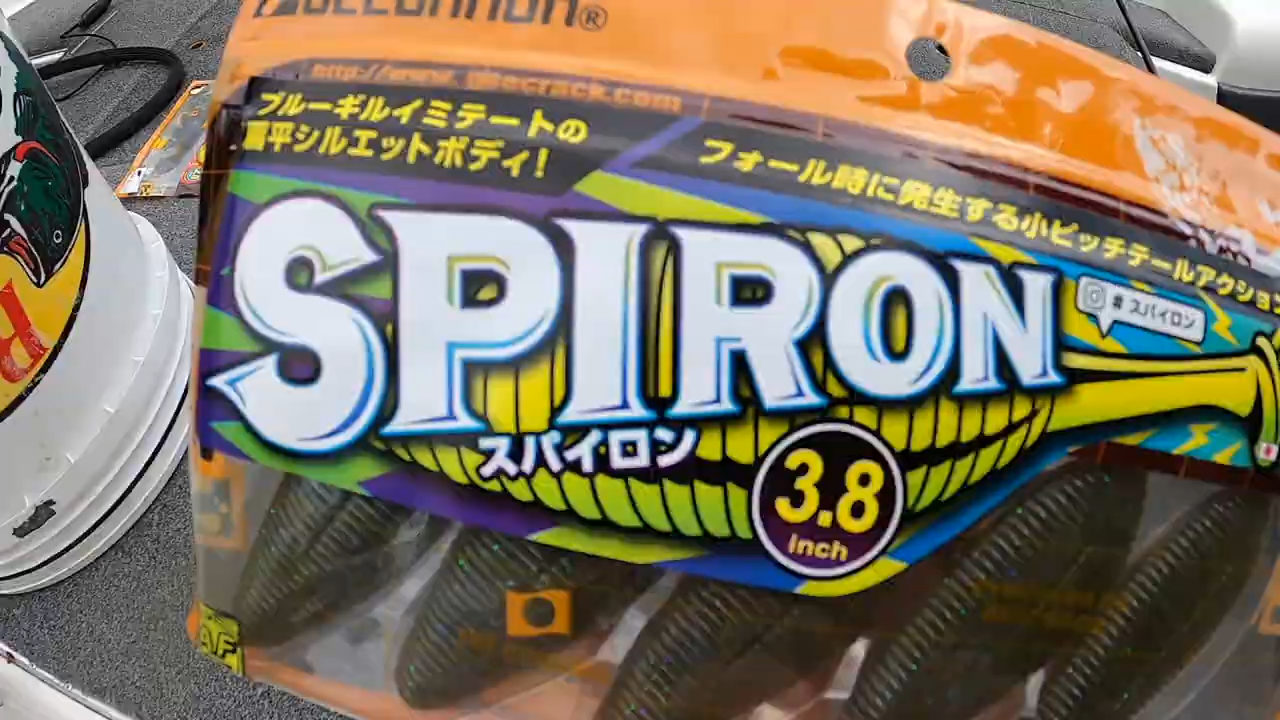 ブルーギルイミテートの
扁平シルエットボディ!
フォール時に発生する小ピッチテールアクション
SPIRON
スパイロン
# スパイロン
3.8
inch